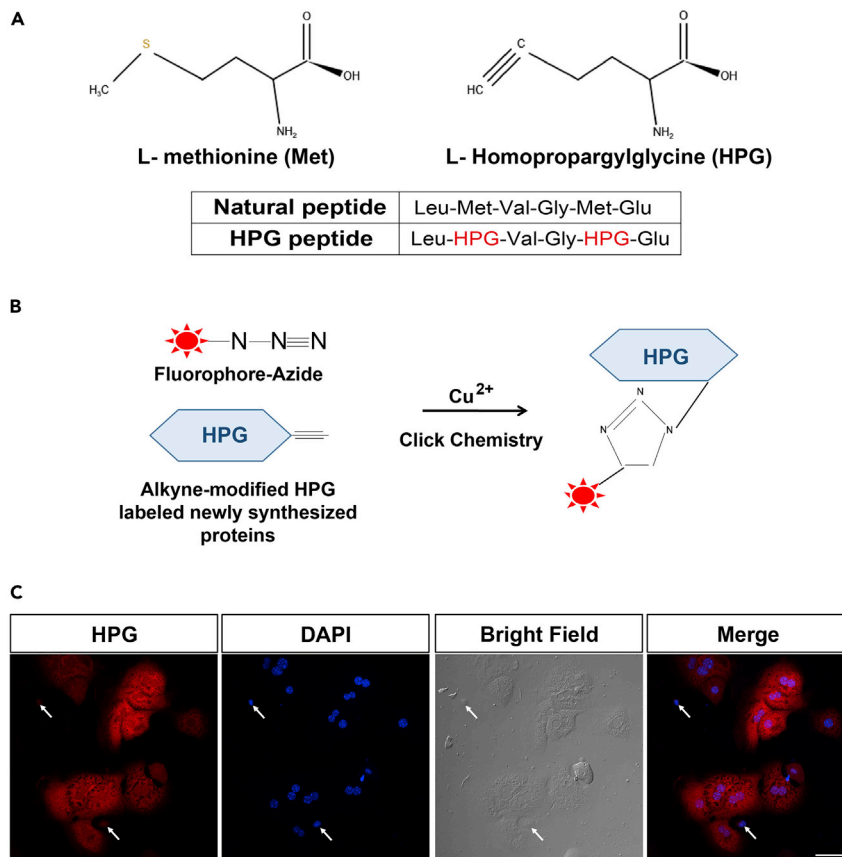 A
S
H₃C
O
OH
NH₂
L- methionine (Met)
C
HC
O
OH
NH₂
L- Homopropargylglycine (HPG)
Natural peptide Leu-Met-Val-Gly-Met-Glu
HPG peptide Leu-HPG-Val-Gly-HPG-Glu
B
N N N
Fluorophore-Azide
HPG
Alkyne-modified HPG
labeled newly synthesized
proteins
Cu²⁺
Click Chemistry
HPG
N
N
N
C
HPG DAPI Bright Field Merge